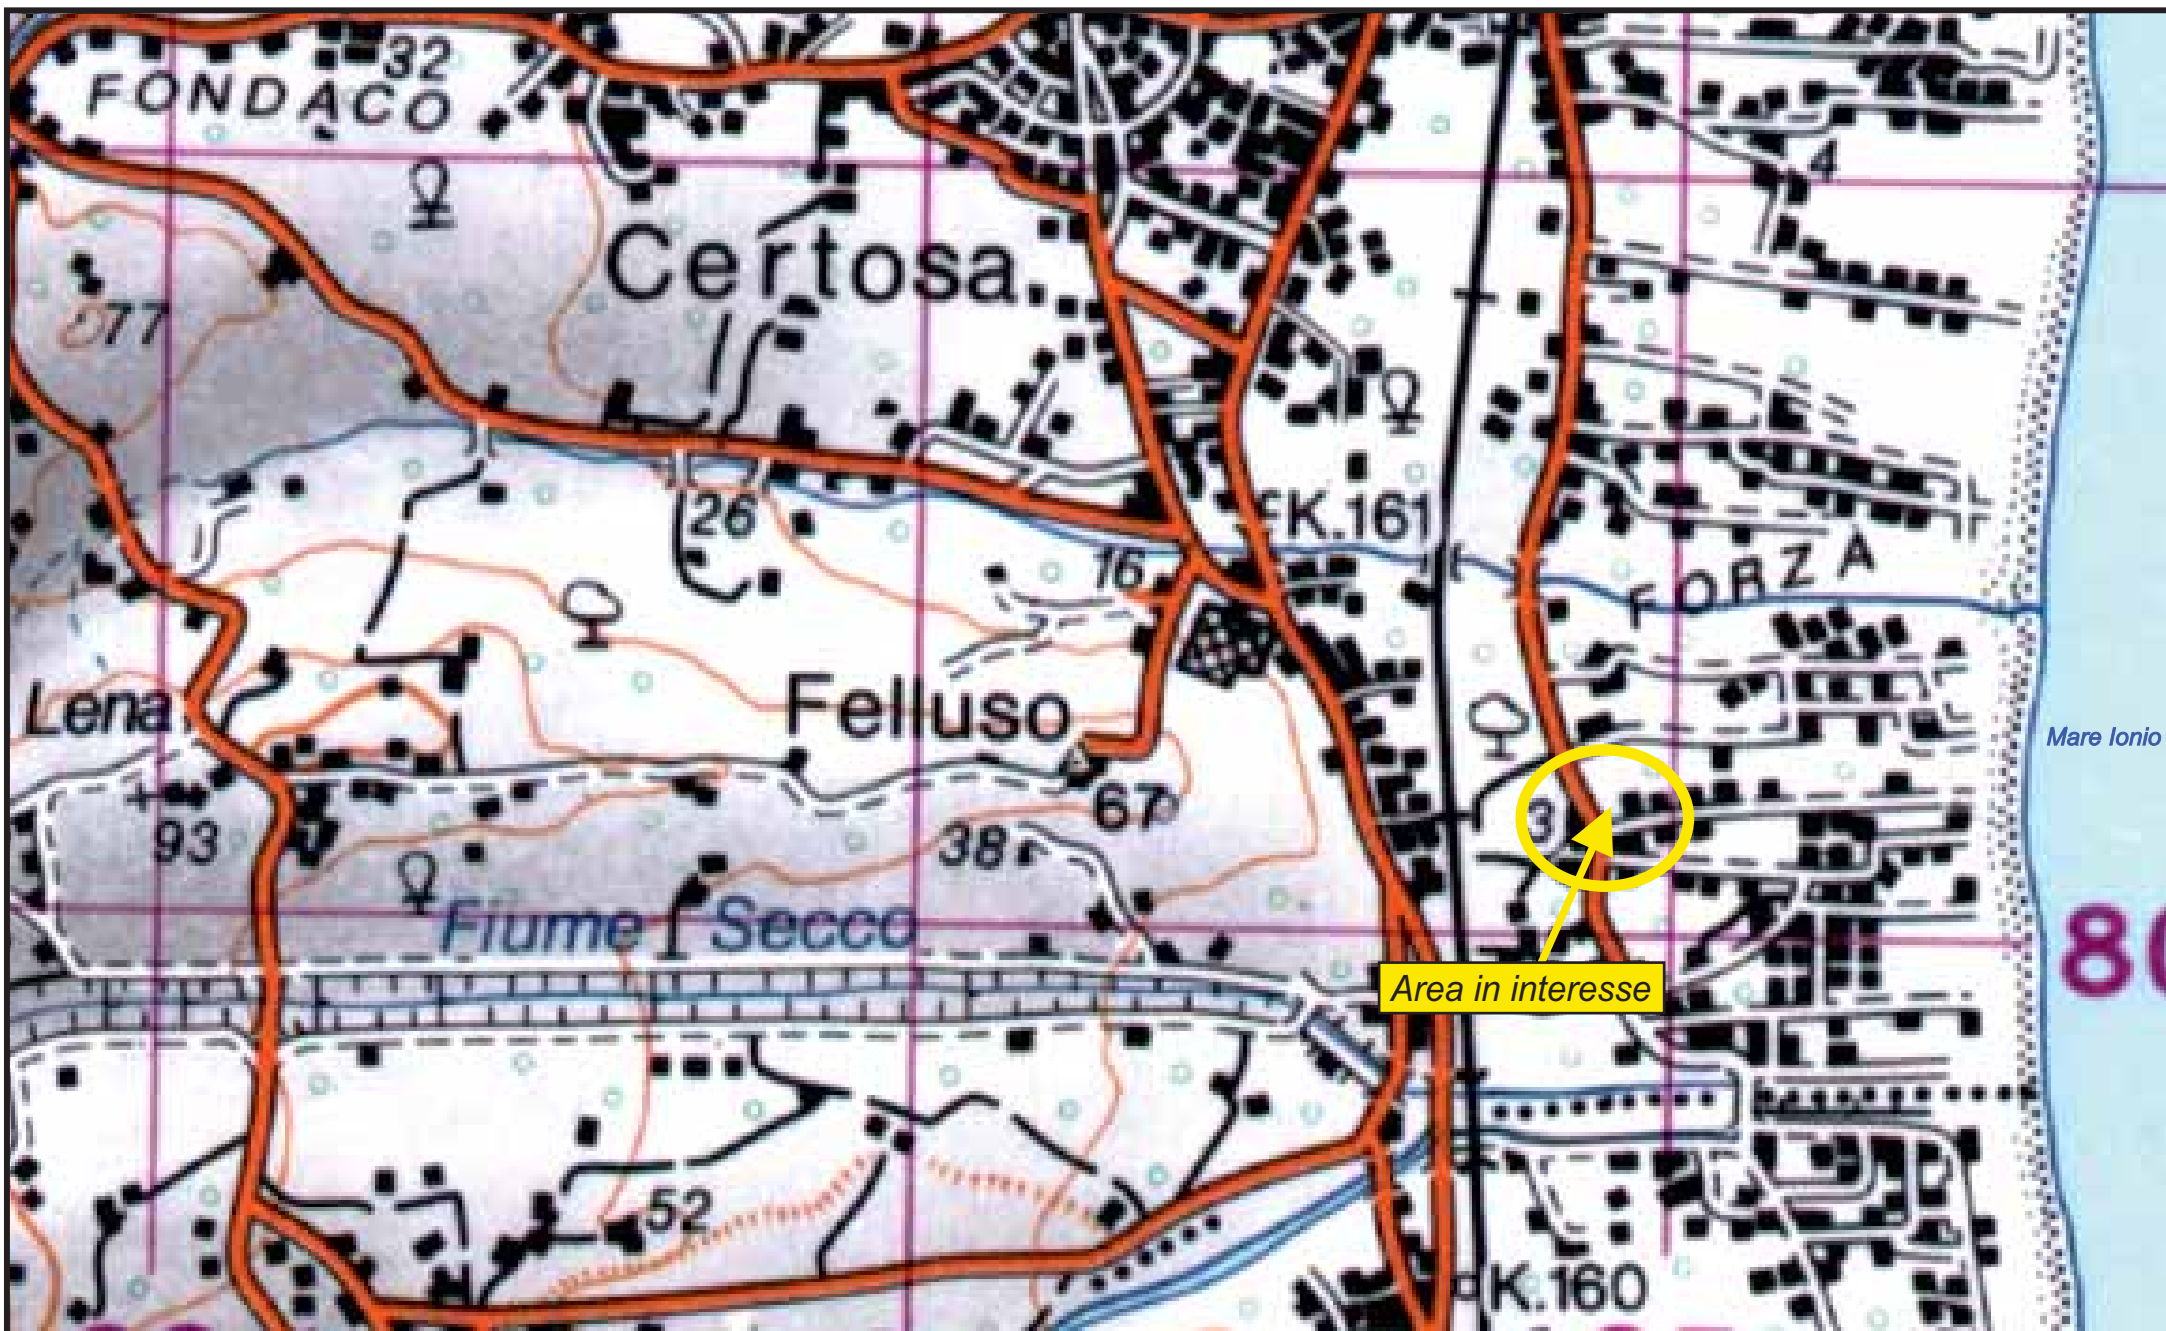 32
FONDACO
4
Certosa
77
K.161
26
16
FORZA
Lena
Felluso
Mare Ionio
67
3
93
38
Fiume Secco
80
Area in interesse
52
K.160